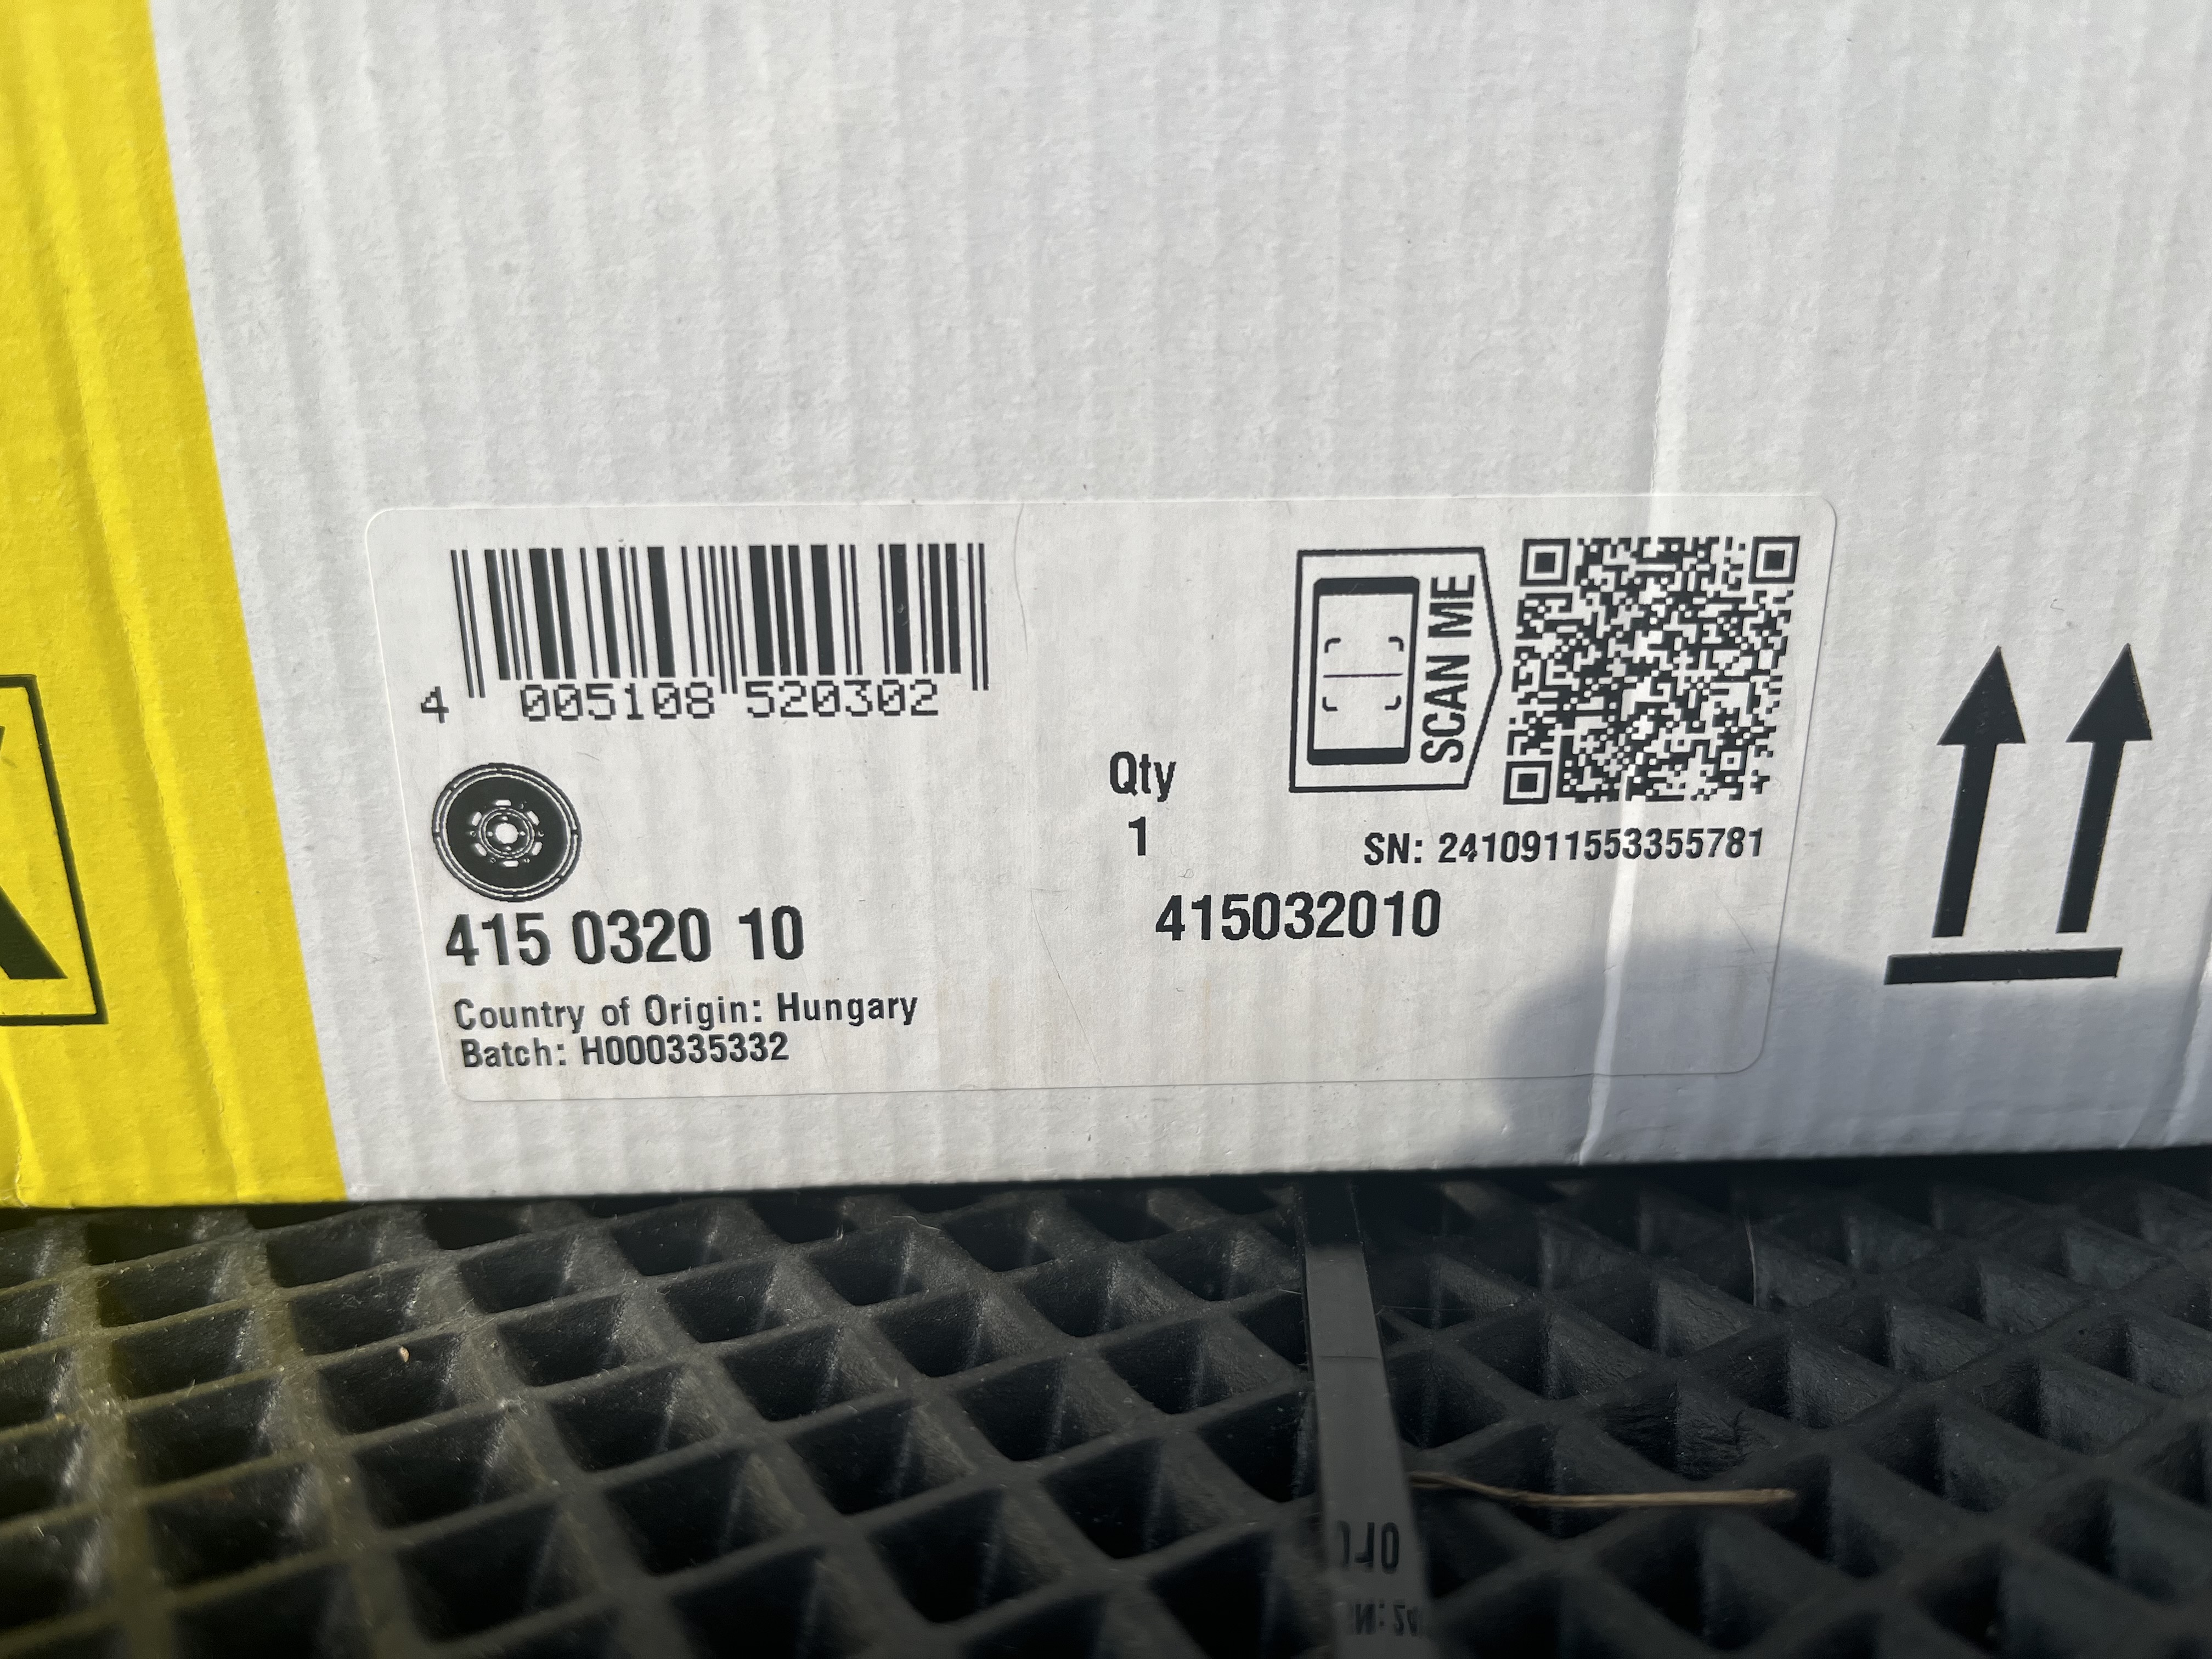 4 005108 520302
SCAN ME
Qty
1
SN: 2410911553355781
415 0320 10
415032010
Country of Origin: Hungary
Batch: H000335332